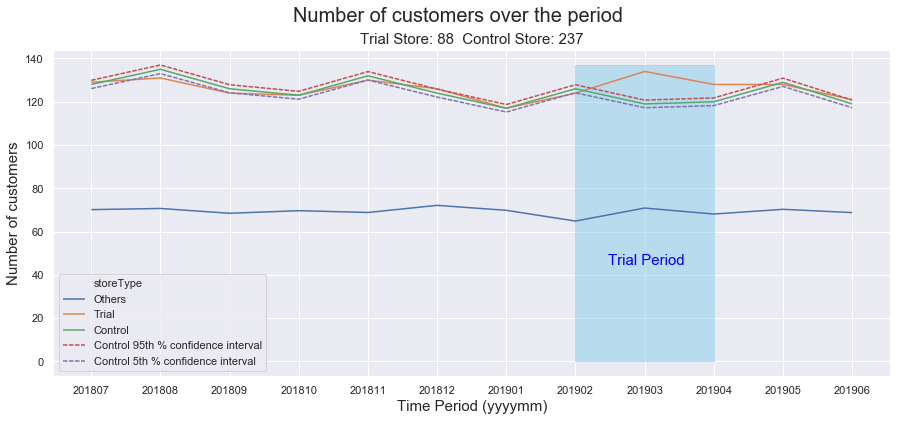 Number of customers over the period
Trial Store: 88  Control Store: 237
140
120
100
80
60
40
20
0
Number of customers
Trial Period
storeType
Others
Trial
Control
Control 95th % confidence interval
Control 5th % confidence interval
201807 201808 201809 201810 201811 201812 201901 201902 201903 201904 201905 201906
Time Period (yyyymm)